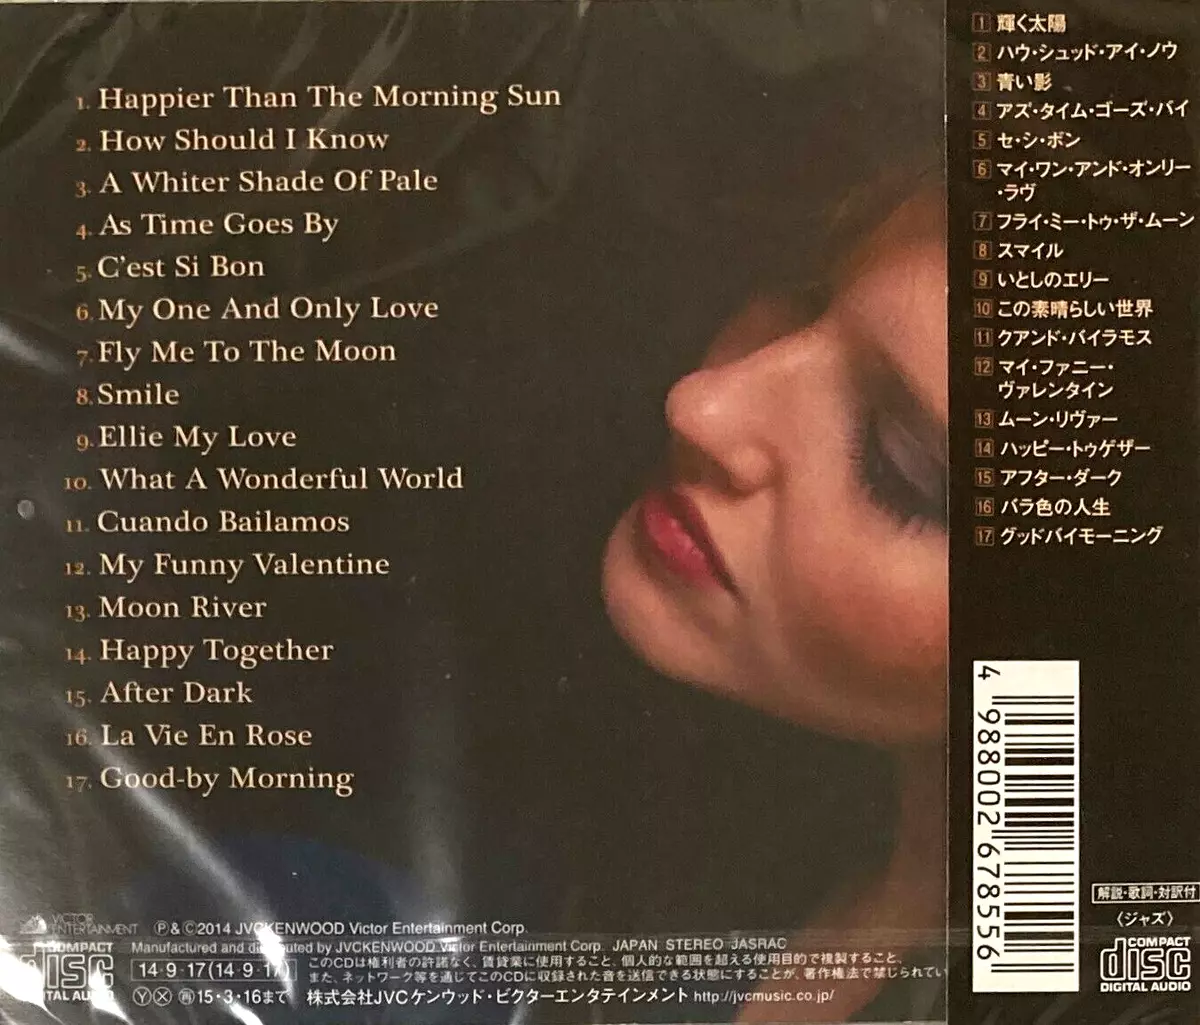 1. Happier Than The Morning Sun
2. How Should I Know
3. A Whiter Shade Of Pale
4. As Time Goes By
5. C'est Si Bon
6. My One And Only Love
7. Fly Me To The Moon
8. Smile
9. Ellie My Love
10. What A Wonderful World
11. Cuando Bailamos
12. My Funny Valentine
13. Moon River
14. Happy Together
15. After Dark
16. La Vie En Rose
17. Good-by Morning
VICTOR
ENTERTAINMENT
Ⓟ&Ⓒ2014 JVCKENWOOD Victor Entertainment Corp.
COMPACT
disc
DIGITAL AUDIO
Manufactured and distributed by JVCKENWOOD Victor Entertainment Corp. JAPAN STEREO JASRAC
14・9・17(14・9・17)
このCDは権利者の許諾なく、賃貸業に使用すること、個人的な範囲を超える使用目的で複製すること、
また、ネットワーク等を通じてこのCDに収録された音を送信できる状態にすることが、著作権法で禁じられてい
Ⓨ Ⓧ ㊢15・3・16まで 株式会社JVCケンウッド・ビクターエンタテインメント http://jvcmusic.co.jp/
1 輝く太陽
2 ハウ・シュッド・アイ・ノウ
3 青い影
4 アズ・タイム・ゴーズ・バイ
5 セ・シ・ボン
6 マイ・ワン・アンド・オンリー
・ラヴ
7 フライ・ミー・トゥ・ザ・ムーン
8 スマイル
9 いとしのエリー
10 この素晴らしい世界
11 クアンド・バイラモス
12 マイ・ファニー・
ヴァレンタイン
13 ムーン・リヴァー
14 ハッピー・トゥゲザー
15 アフター・ダーク
16 バラ色の人生
17 グッドバイモーニング
4 988002 678556
解説・歌詞・対訳付
〈ジャズ〉
COMPACT
disc
DIGITAL AUDIO